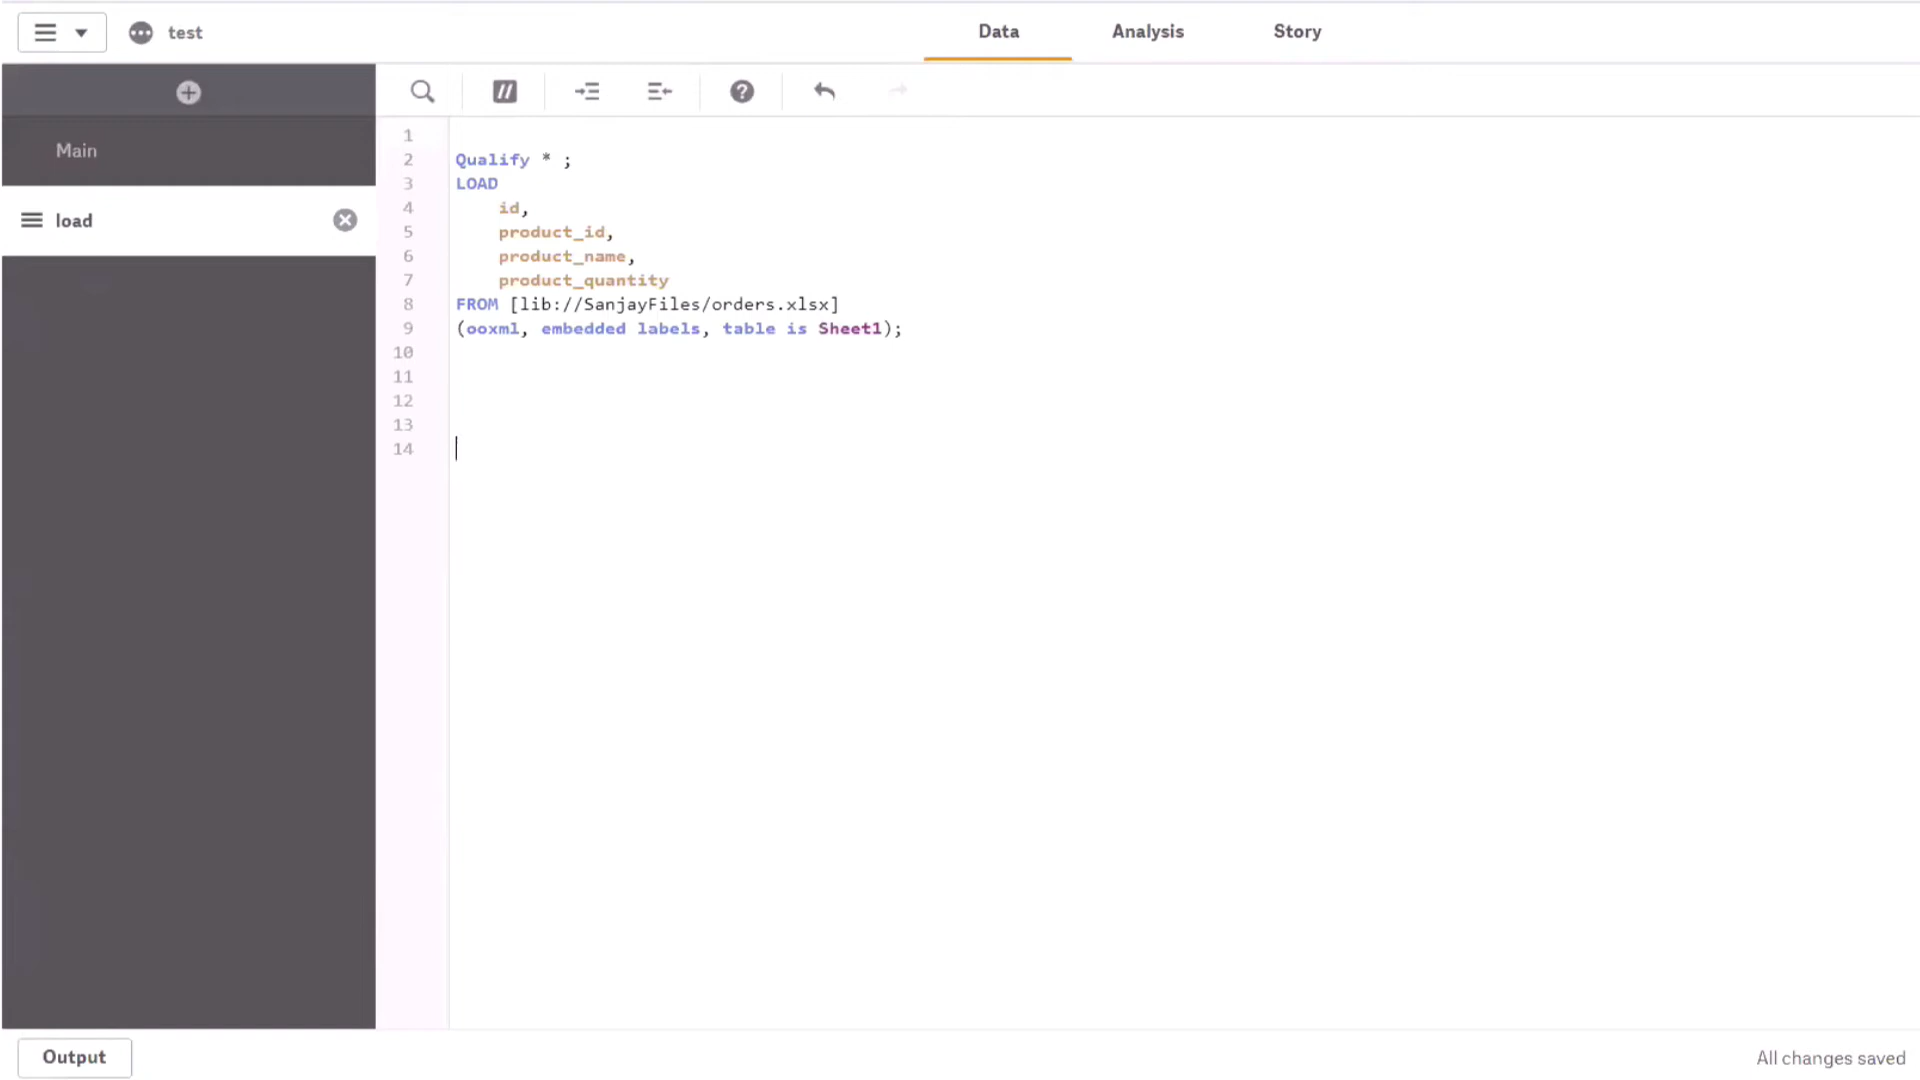 test
Data Analysis Story
Main
load
1
2 Qualify * ;
3 LOAD
4 id,
5 product_id,
6 product_name,
7 product_quantity
8 FROM [lib://SanjayFiles/orders.xlsx]
9 (ooxml, embedded labels, table is Sheet1);
10
11
12
13
14
Output
All changes saved